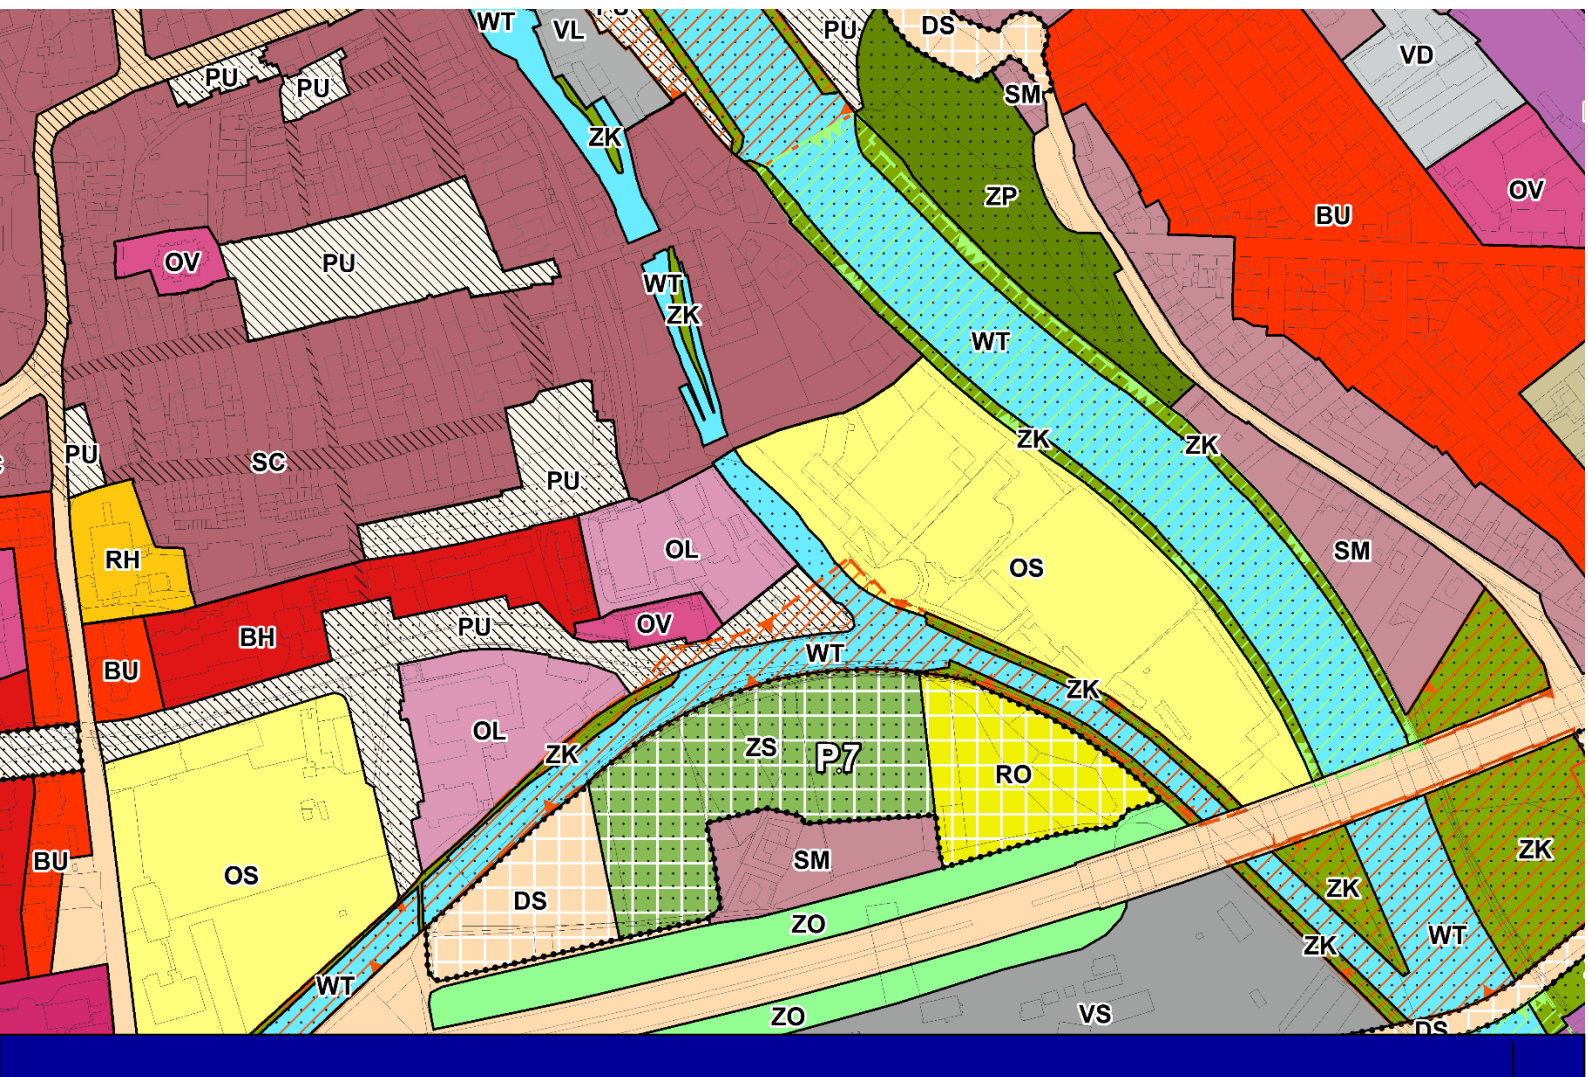 WT
VL
PU
DS
VD
PU
PU
SM
ZK
OV
ZP
BU
OV
PU
WT
ZK
WT
ZK
ZK
PU
SC
PU
RH
OL
OS
SM
OV
PU
BH
BU
WT
ZK
OL
ZK
ZS
P.7
RO
BU
OS
SM
ZK
ZK
DS
ZO
WT
ZK
WT
ZO
VS
DS